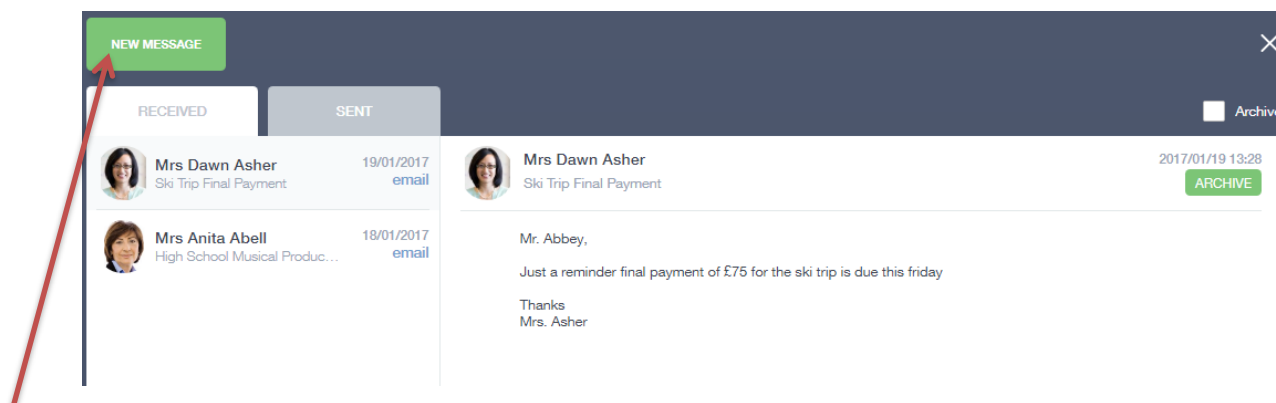 NEW MESSAGE
RECEIVED
SENT
Archive
Mrs Dawn Asher
19/01/2017
Ski Trip Final Payment
email
Mrs Anita Abell
18/01/2017
High School Musical Produc...
email
Mrs Dawn Asher
2017/01/19 13:28
Ski Trip Final Payment
ARCHIVE
Mr. Abbey,
Just a reminder final payment of £75 for the ski trip is due this friday
Thanks
Mrs. Asher